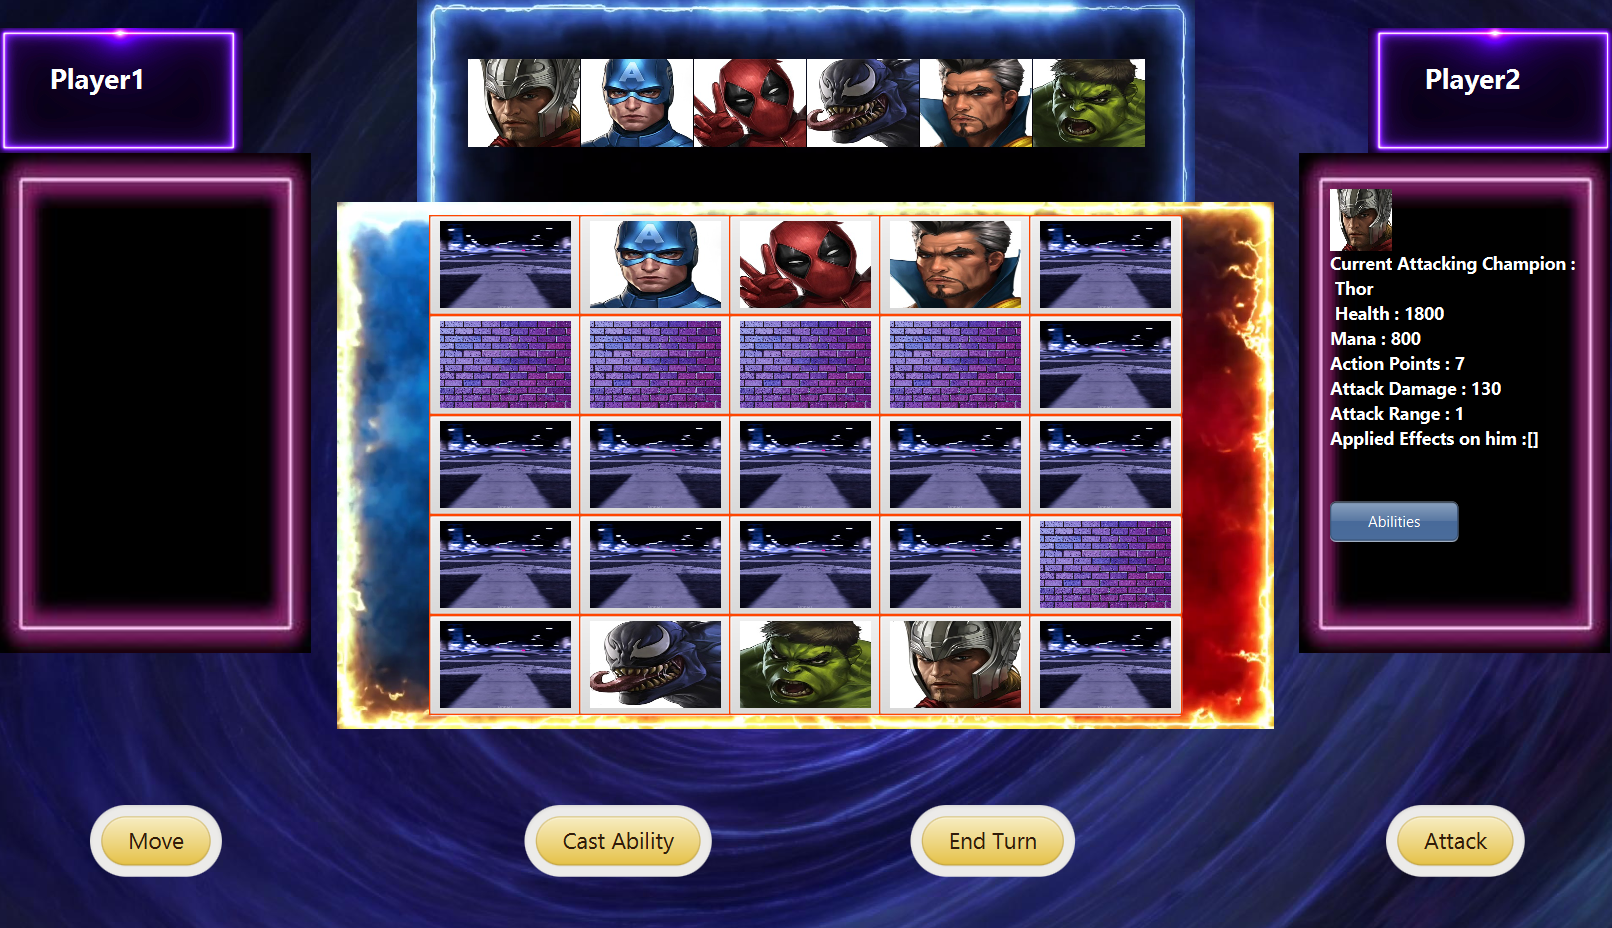 Player1
Player2
Current Attacking Champion :
Thor
Health : 1800
Mana : 800
Action Points : 7
Attack Damage : 130
Attack Range : 1
Applied Effects on him :[]
Abilities
Move
Cast Ability
End Turn
Attack